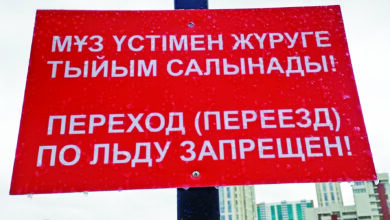 МҰЗ ҮСТІМЕН ЖҮРУГЕ
ТЫЙЫМ САЛЫНАДЫ!
ПЕРЕХОД (ПЕРЕЕЗД)
ПО ЛЬДУ ЗАПРЕЩЕН!